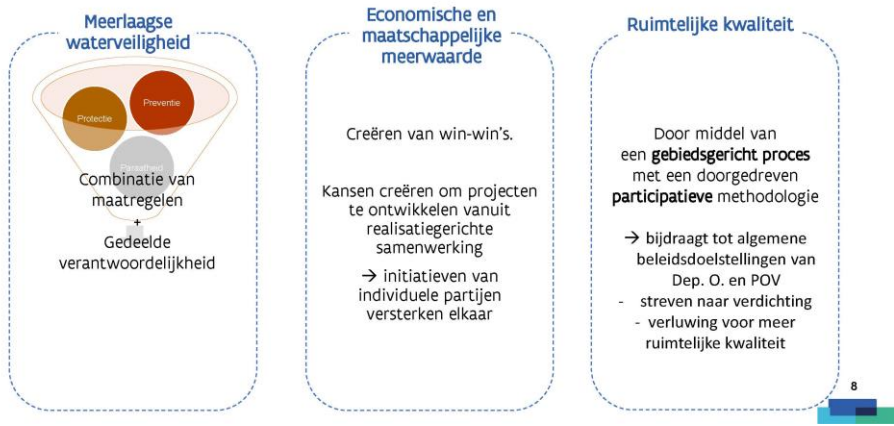 Meerlaagse
waterveiligheid
Protectie
Preventie
Paraatheid
Combinatie van
maatregelen
+
Gedeelde
verantwoordelijkheid
Economische en
maatschappelijke
meerwaarde
Creëren van win-win’s.
Kansen creëren om projecten
te ontwikkelen vanuit
realisatiegerichte
samenwerking
→ initiatieven van
individuele partijen
versterken elkaar
Ruimtelijke kwaliteit
Door middel van
een gebiedsgericht proces
met een doorgedreven
participatieve methodologie
→ bijdraagt tot algemene
beleidsdoelstellingen van
Dep. O. en POV
- streven naar verdichting
- verluwing voor meer
ruimtelijke kwaliteit
8